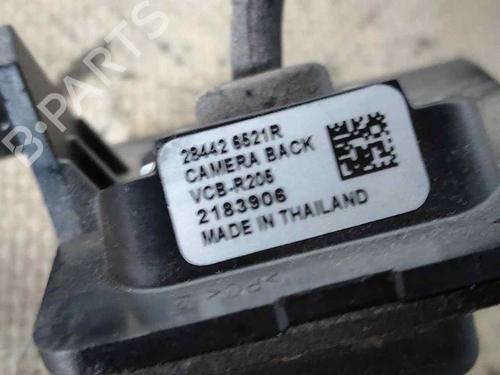 B-PARTS
28442 6521R
CAMERA BACK
VCB-R205
2183906
MADE IN THAILAND